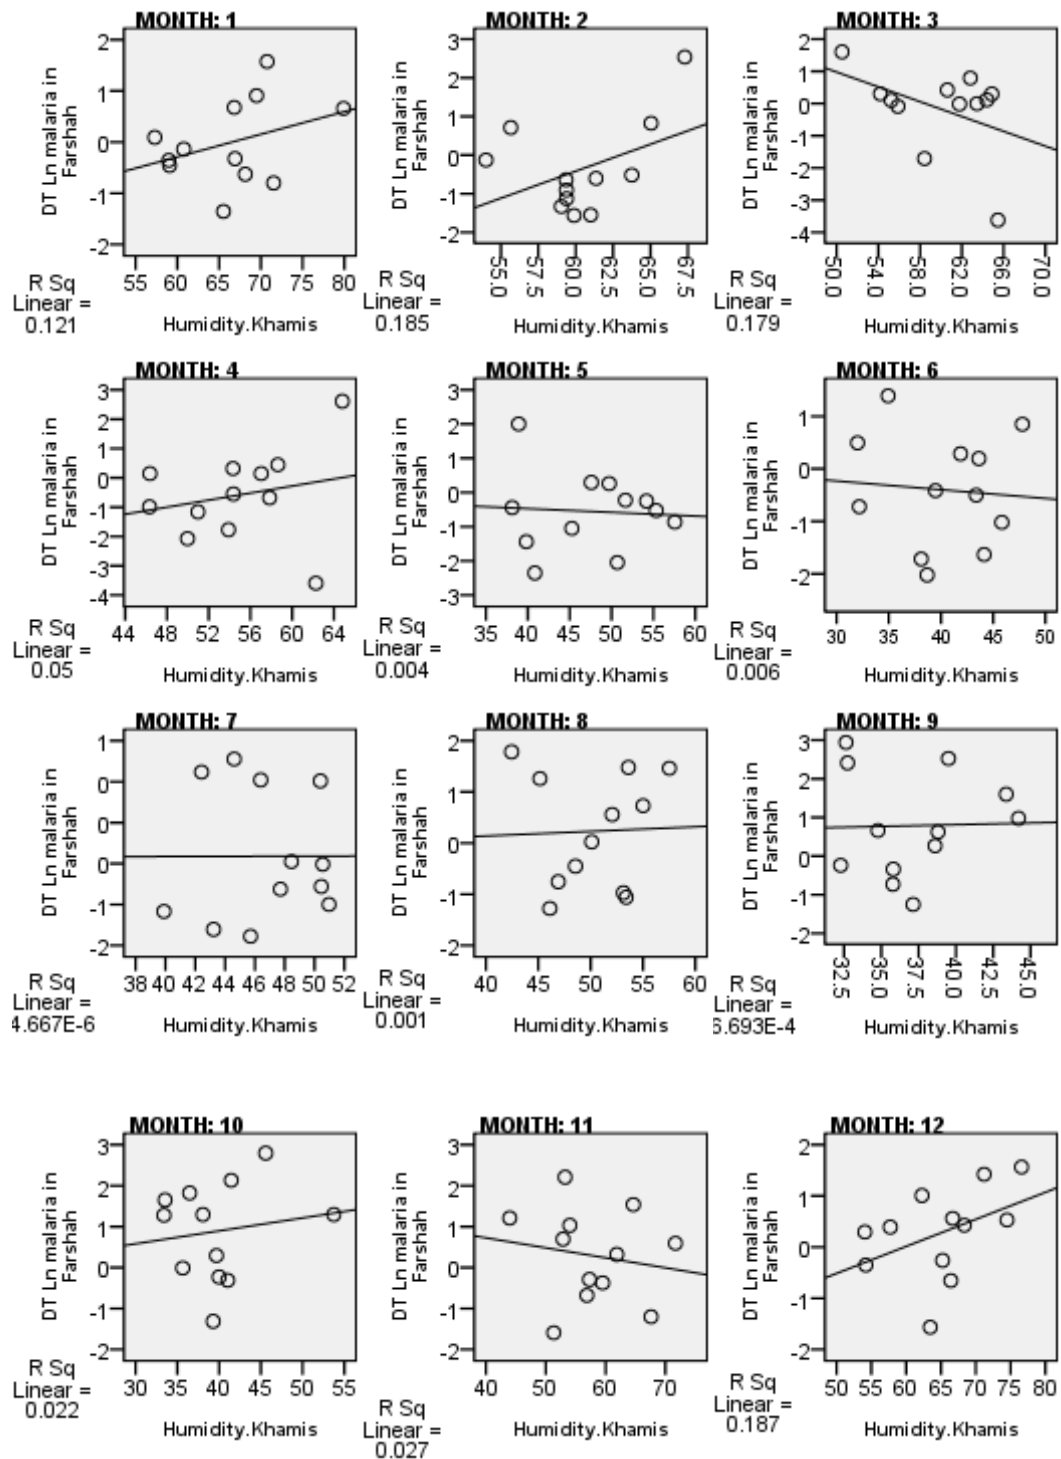 MONTH: 1
2
1
0
-1
-2
DT Ln malaria in
Farshah
55 60 65 70 75 80
Humidity.Khamis
R Sq
Linear =
0.121
MONTH: 2
3
2
1
0
-1
-2
DT Ln malaria in
Farshah
55.0 57.5 60.0 62.5 65.0 67.5
Humidity.Khamis
R Sq
Linear =
0.185
MONTH: 3
2
1
0
-1
-2
-3
-4
DT Ln malaria in
Farshah
50.0 54.0 58.0 62.0 66.0 70.0
Humidity.Khamis
R Sq
Linear =
0.179
MONTH: 4
3
2
1
0
-1
-2
-3
-4
DT Ln malaria in
Farshah
44 48 52 56 60 64
Humidity.Khamis
R Sq
Linear =
0.05
MONTH: 5
3
2
1
0
-1
-2
-3
DT Ln malaria in
Farshah
35 40 45 50 55 60
Humidity.Khamis
R Sq
Linear =
0.004
MONTH: 6
1
0
-1
-2
DT Ln malaria in
Farshah
30 35 40 45 50
Humidity.Khamis
R Sq
Linear =
0.006
MONTH: 7
1
0
0
0
-1
-2
DT Ln malaria in
Farshah
38 40 42 44 46 48 50 52
Humidity.Khamis
R Sq
Linear =
4.667E-6
MONTH: 8
2
1
0
-1
-2
DT Ln malaria in
Farshah
40 45 50 55 60
Humidity.Khamis
R Sq
Linear =
0.001
MONTH: 9
3
2
1
0
-1
-2
DT Ln malaria in
Farshah
32.5 35.0 37.5 40.0 42.5 45.0
Humidity.Khamis
R Sq
Linear =
6.693E-4
MONTH: 10
3
2
1
0
-1
-2
DT Ln malaria in
Farshah
30 35 40 45 50 55
Humidity.Khamis
R Sq
Linear =
0.022
MONTH: 11
3
2
1
0
-1
-2
DT Ln malaria in
Farshah
40 50 60 70
Humidity.Khamis
R Sq
Linear =
0.027
MONTH: 12
2
1
0
-1
-2
DT Ln malaria in
Farshah
50 55 60 65 70 75 80
Humidity.Khamis
R Sq
Linear =
0.187